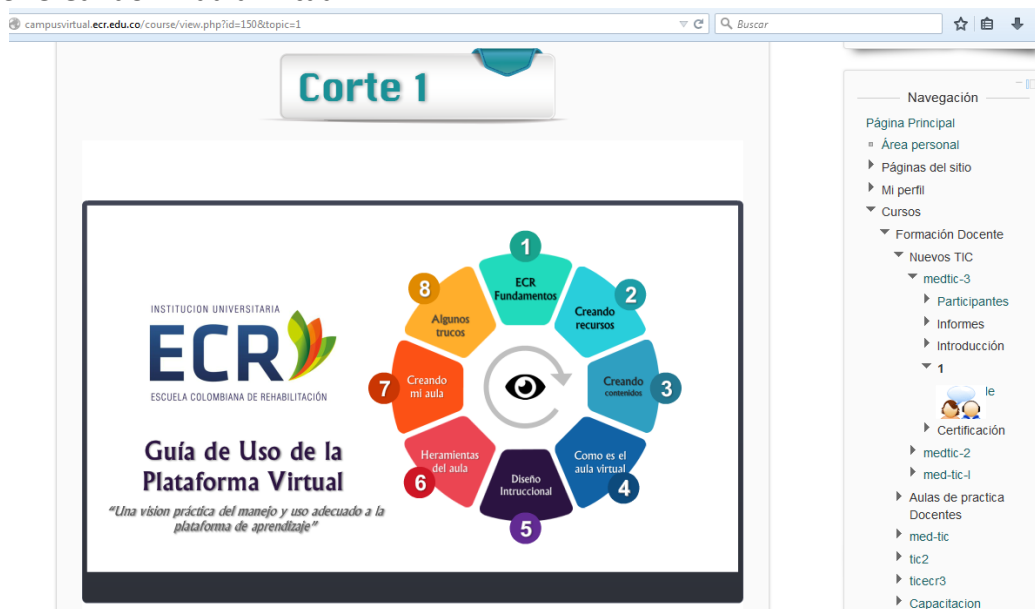 campusvirtual.ecr.edu.co/course/view.php?id=150&topic=1
Buscar
Corte 1
INSTITUCION UNIVERSITARIA
ECR
ESCUELA COLOMBIANA DE REHABILITACIÓN
Guía de Uso de la
Plataforma Virtual
“Una vision práctica del manejo y uso adecuado a la
plataforma de aprendizaje”
1
ECR
Fundamentos
2
Creando
recursos
3
Creando
contenidos
4
Como es el
aula virtual
5
Diseño
Intruccional
6
Heramientas
del aula
7
Creando
mi aula
8
Algunos
trucos
Navegación
Página Principal
Área personal
Páginas del sitio
Mi perfil
Cursos
Formación Docente
Nuevos TIC
medtic-3
Participantes
Informes
Introducción
1
le
Certificación
medtic-2
med-tic-I
Aulas de practica
Docentes
med-tic
tic2
ticecr3
Capacitacion